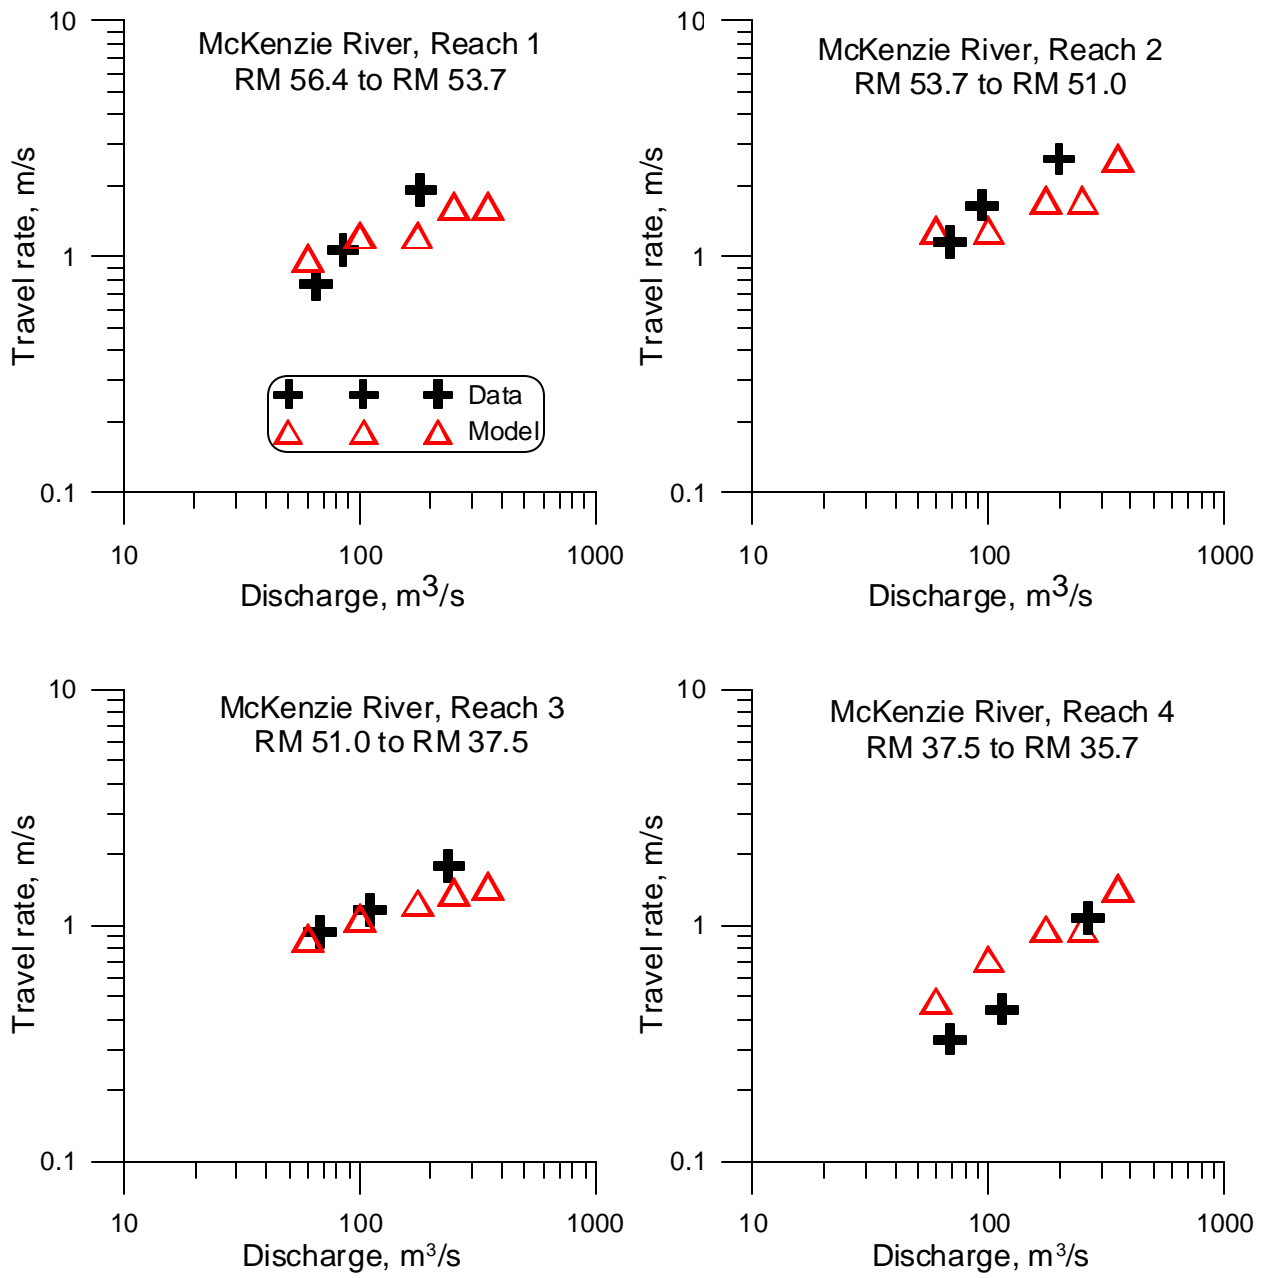 McKenzie River, Reach 1
RM 56.4 to RM 53.7
10
1
0.1
Travel rate, m/s
Data
Model
10 100 1000
Discharge, m³/s
McKenzie River, Reach 2
RM 53.7 to RM 51.0
10
1
0.1
Travel rate, m/s
10 100 1000
Discharge, m³/s
McKenzie River, Reach 3
RM 51.0 to RM 37.5
10
1
0.1
Travel rate, m/s
10 100 1000
Discharge, m³/s
McKenzie River, Reach 4
RM 37.5 to RM 35.7
10
1
0.1
Travel rate, m/s
10 100 1000
Discharge, m³/s